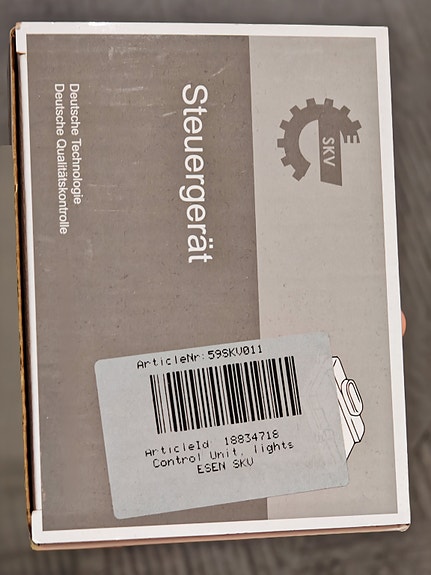 SKV
Steuergerät
Deutsche Technologie
Deutsche Qualitätskontrolle
ArticleNr:59SKV011
ArticleId 18834718
Control Unit, lights
ESEN SKV